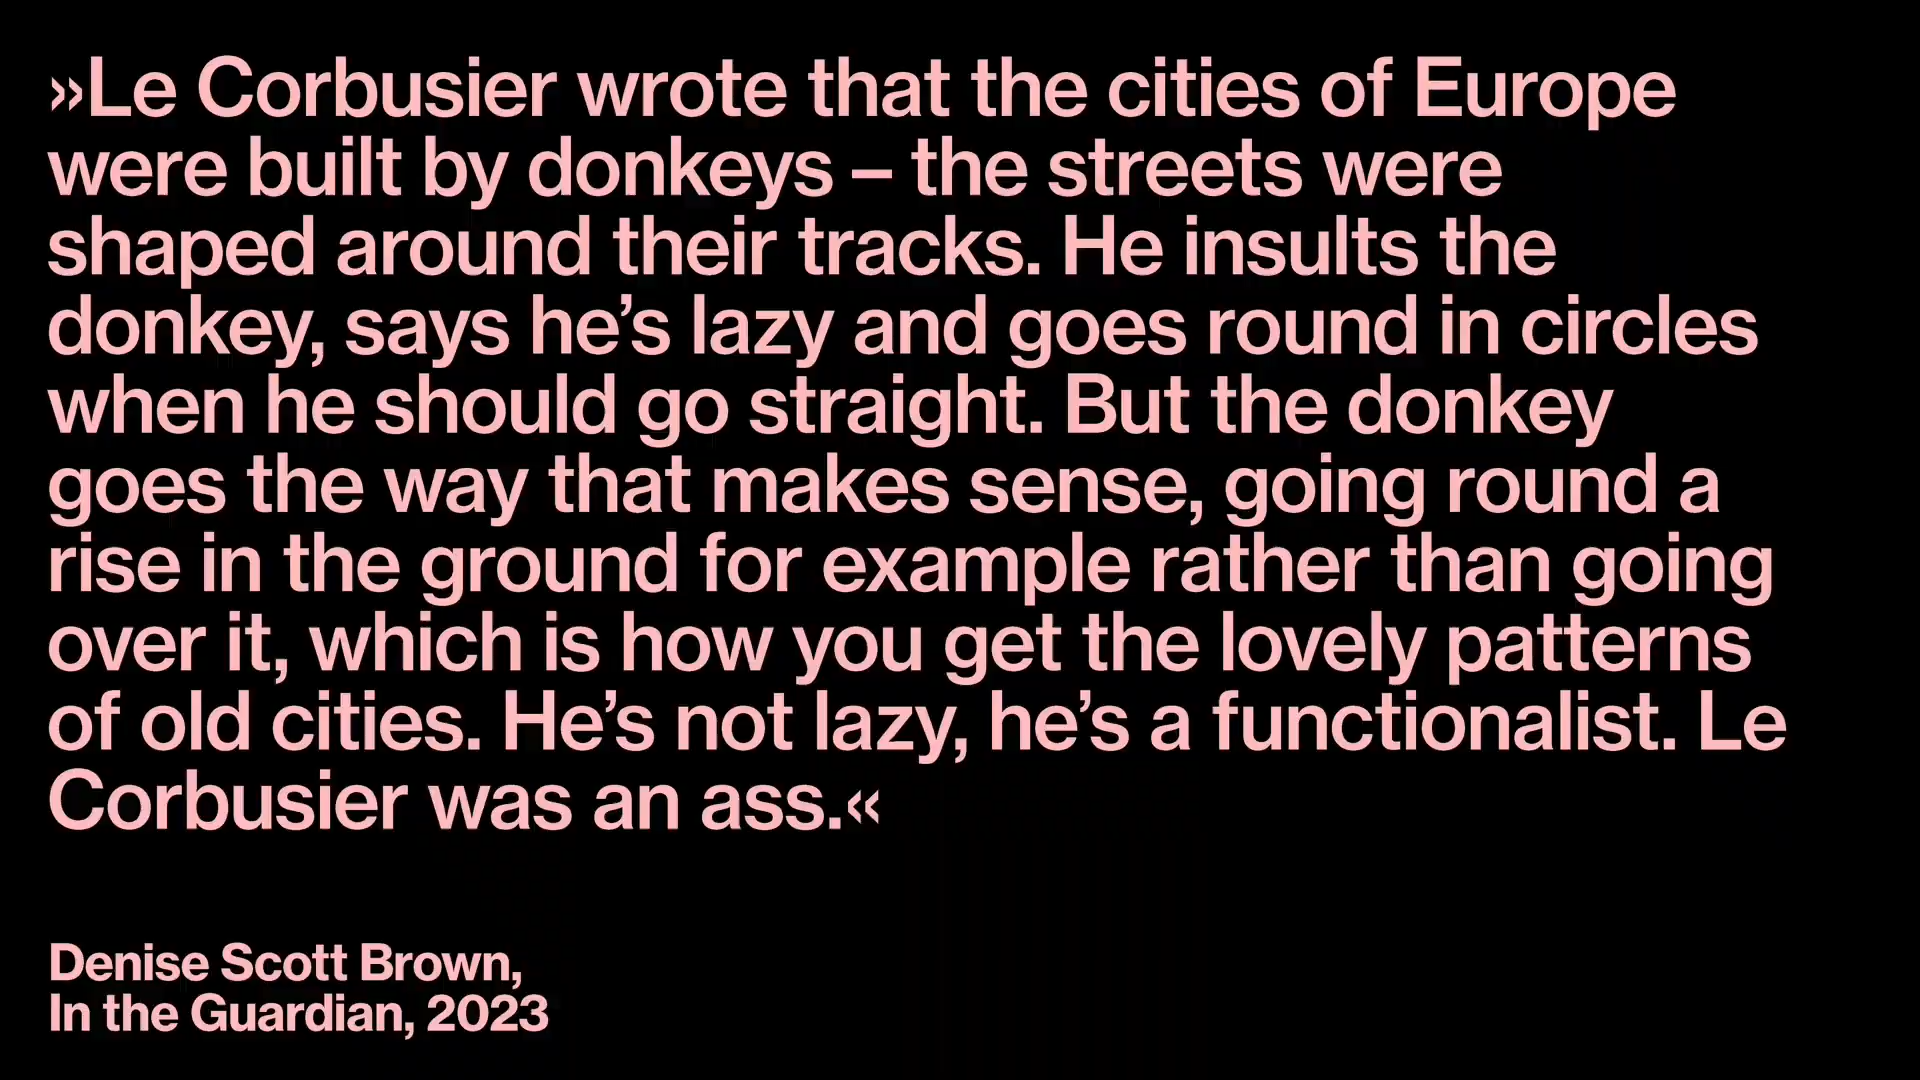 »Le Corbusier wrote that the cities of Europe
were built by donkeys – the streets were
shaped around their tracks. He insults the
donkey, says he’s lazy and goes round in circles
when he should go straight. But the donkey
goes the way that makes sense, going round a
rise in the ground for example rather than going
over it, which is how you get the lovely patterns
of old cities. He’s not lazy, he’s a functionalist. Le
Corbusier was an ass.«
Denise Scott Brown,
In the Guardian, 2023